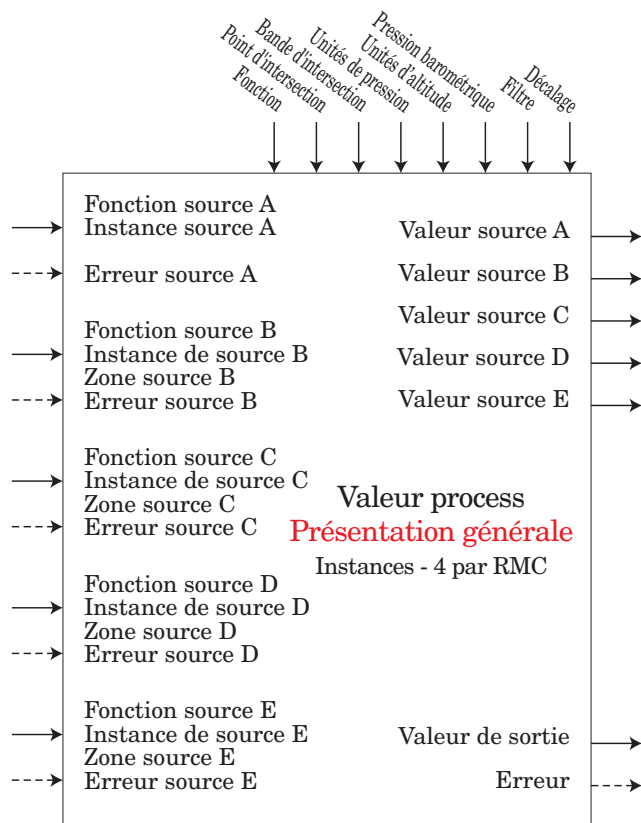 Fonction
Point d'intersection
Bande d'intersection
Unités de pression
Unités d'altitude
Pression barométrique
Filtre
Décalage
Fonction source A
Instance source A
Erreur source A
Fonction source B
Instance de source B
Zone source B
Erreur source B
Fonction source C
Instance de source C
Zone source C
Erreur source C
Fonction source D
Instance de source D
Zone source D
Erreur source D
Fonction source E
Instance de source E
Zone source E
Erreur source E
Valeur source A
Valeur source B
Valeur source C
Valeur source D
Valeur source E
Valeur process
Présentation générale
Instances - 4 par RMC
Valeur de sortie
Erreur